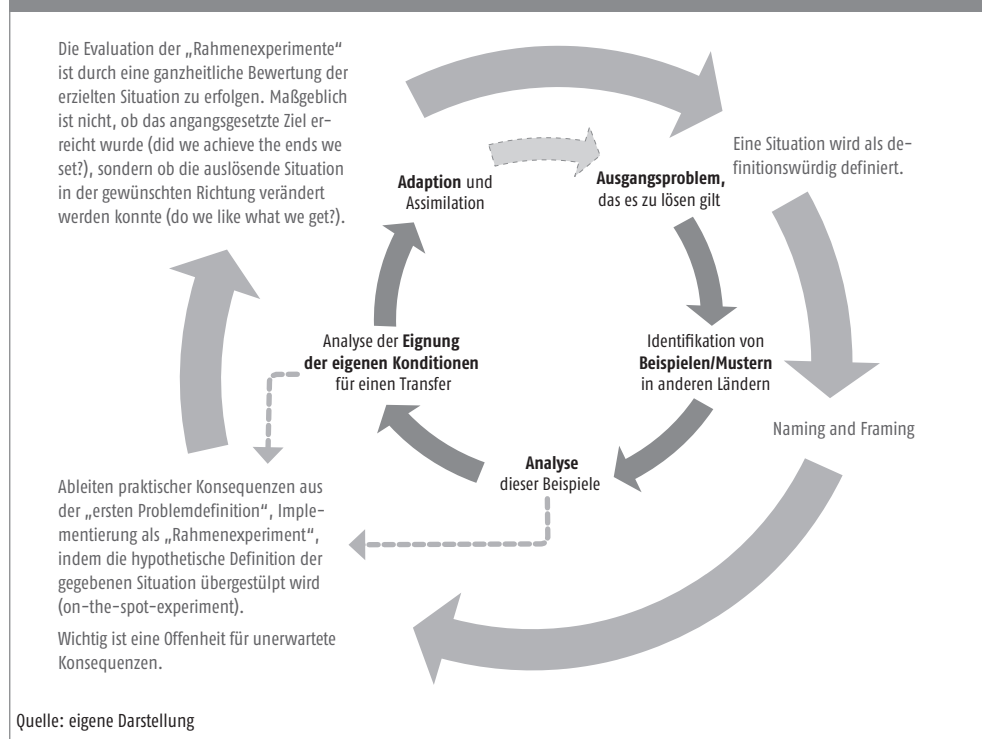 Die Evaluation der „Rahmenexperimente“
ist durch eine ganzheitliche Bewertung der
erzielten Situation zu erfolgen. Maßgeblich
ist nicht, ob das angangsgesetzte Ziel er-
reicht wurde (did we achieve the ends we
set?), sondern ob die auslösende Situation
in der gewünschten Richtung verändert
werden konnte (do we like what we get?).
Eine Situation wird als de-
finitionswürdig definiert.
Adaption und
Assimilation
Ausgangsproblem,
das es zu lösen gilt
Analyse der Eignung
der eigenen Konditionen
für einen Transfer
Identifikation von
Beispielen/Mustern
in anderen Ländern
Naming and Framing
Analyse
dieser Beispiele
Ableiten praktischer Konsequenzen aus
der „ersten Problemdefinition“, Imple-
mentierung als „Rahmenexperiment“,
indem die hypothetische Definition der
gegebenen Situation übergestülpt wird
(on-the-spot-experiment).
Wichtig ist eine Offenheit für unerwartete
Konsequenzen.
Quelle: eigene Darstellung